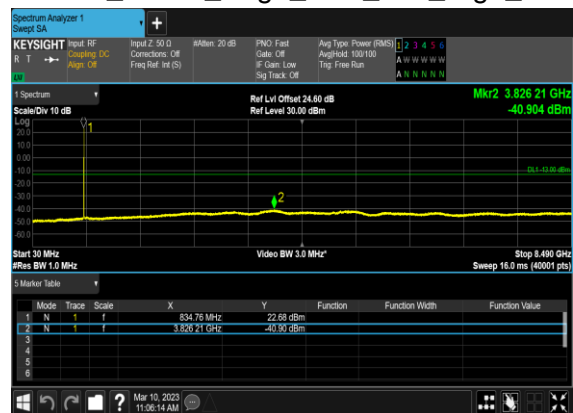 Spectrum Analyzer 1
Swept SA
+
KEYSIGHT Input: RF Input Z: 50 Ω #Atten: 20 dB PNO: Fast Avg Type: Power (RMS) 1 2 3 4 5 6
R T Coupling: DC Corrections: Off Gate: Off Avg|Hold: 100/100 A W W W W W
Align: Off Freq Ref: Int (S) IF Gain: Low Trig: Free Run
LM Sig Track: Off A N N N N N
1 Spectrum Ref Lvl Offset 24.60 dB Mkr2 3.826 21 GHz
Scale/Div 10 dB Ref Level 30.00 dBm -40.904 dBm
Log
20.0
10.0
0.00
-10.0
-20.0
-30.0
-40.0
-50.0
-60.0
1
DL1 -13.00 dBm
2
Start 30 MHz Video BW 3.0 MHz* Stop 8.490 GHz
#Res BW 1.0 MHz Sweep 16.0 ms (40001 pts)
5 Marker Table
Mode Trace Scale X Y Function Function Width Function Value
1 N 1 f 834.76 MHz 22.68 dBm
2 N 1 f 3.826 21 GHz -40.90 dBm
3
4
5
6
? Mar 10, 2023
11:06:14 AM